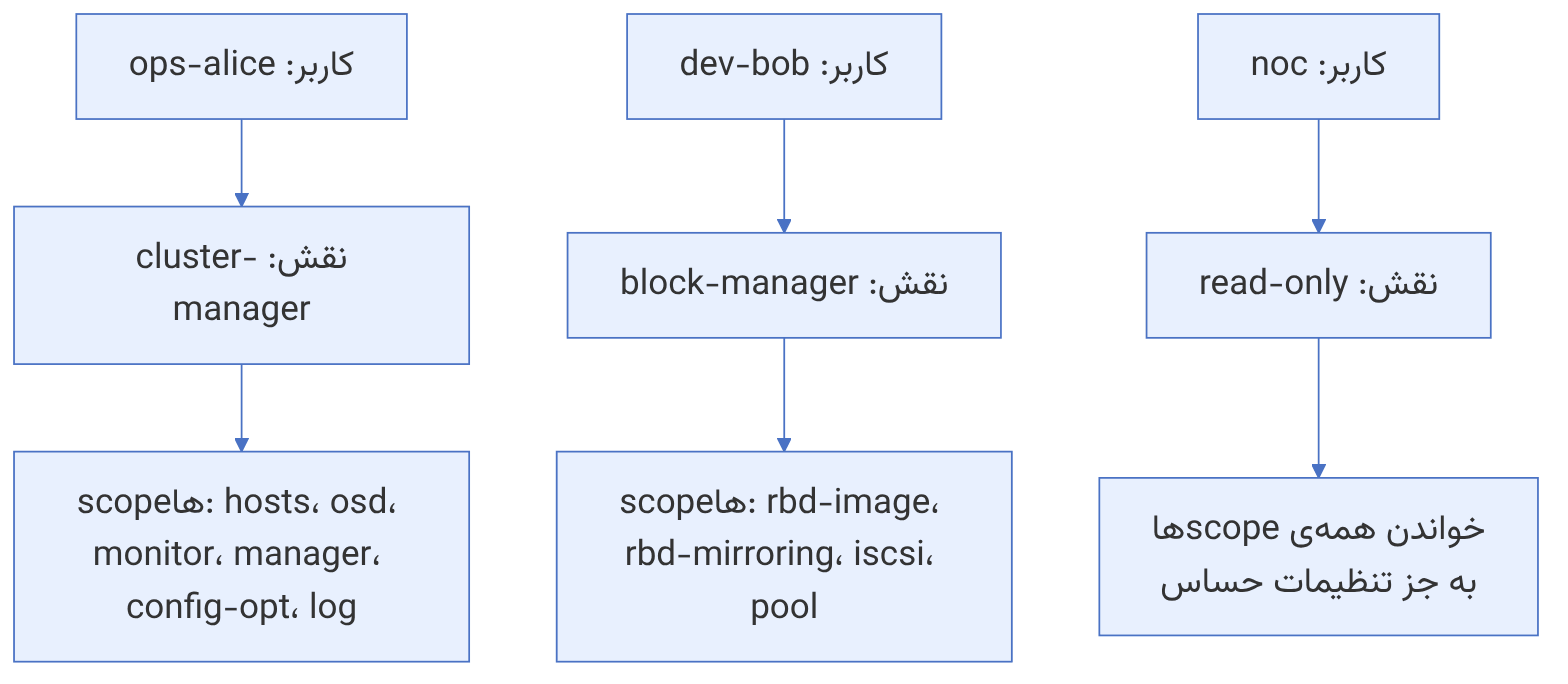 کاربر: ops-alice
نقش: cluster-
manager
scopeها: hosts، osd،
monitor، manager،
config-opt، log
کاربر: dev-bob
نقش: block-manager
scopeها: rbd-image،
rbd-mirroring، iscsi،
pool
کاربر: noc
نقش: read-only
خواندن همه‌ی scopeها
به جز تنظیمات حساس